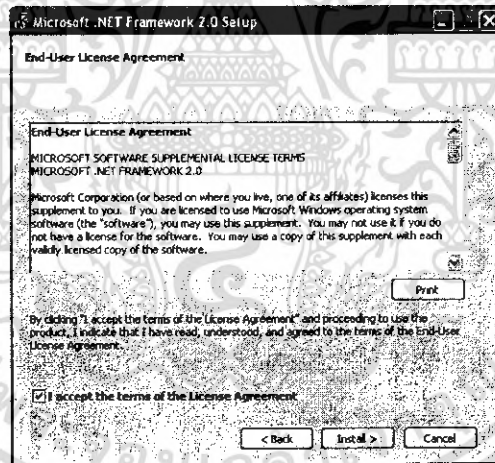 Microsoft .NET Framework 2.0 Setup
End-User License Agreement
End-User License Agreement
MICROSOFT SOFTWARE SUPPLEMENTAL LICENSE TERMS
MICROSOFT .NET FRAMEWORK 2.0
Microsoft Corporation (or based on where you live, one of its affiliates) licenses this
supplement to you. If you are licensed to use Microsoft Windows operating system
software (the "software"), you may use this supplement. You may not use it if you do
not have a license for the software. You may use a copy of this supplement with each
validly licensed copy of the software.
Print
By clicking "I accept the terms of the License Agreement" and proceeding to use the
product, I indicate that I have read, understood, and agreed to the terms of the End-User
License Agreement.
I accept the terms of the License Agreement
< Back
Install >
Cancel